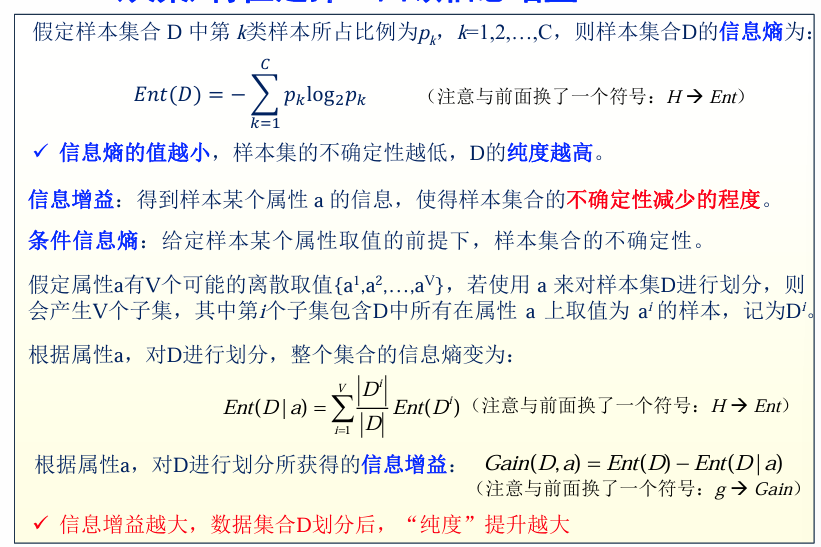 假定样本集合 D 中第 k类样本所占比例为pₖ，k=1,2,…,C，则样本集合D的信息熵为：
Ent(D) = −∑_{k=1}^{C} pₖlog₂pₖ （注意与前面换了一个符号：H → Ent）
✓ 信息熵的值越小，样本集的不确定性越低，D的纯度越高。
信息增益：得到样本某个属性 a 的信息，使得样本集合的不确定性减少的程度。
条件信息熵：给定样本某个属性取值的前提下，样本集合的不确定性。
假定属性a有V个可能的离散取值{a¹,a²,…,aⱽ}，若使用 a 来对样本集D进行划分，则
会产生V个子集，其中第i个子集包含D中所有在属性 a 上取值为 aⁱ 的样本，记为Dⁱ。
根据属性a，对D进行划分，整个集合的信息熵变为：
Ent(D|a) = ∑_{i=1}^{V} |Dⁱ|/|D| Ent(Dⁱ)（注意与前面换了一个符号：H → Ent）
根据属性a，对D进行划分所获得的信息增益： Gain(D,a) = Ent(D) − Ent(D|a)
（注意与前面换了一个符号：g → Gain）
✓ 信息增益越大，数据集合D划分后，“纯度”提升越大